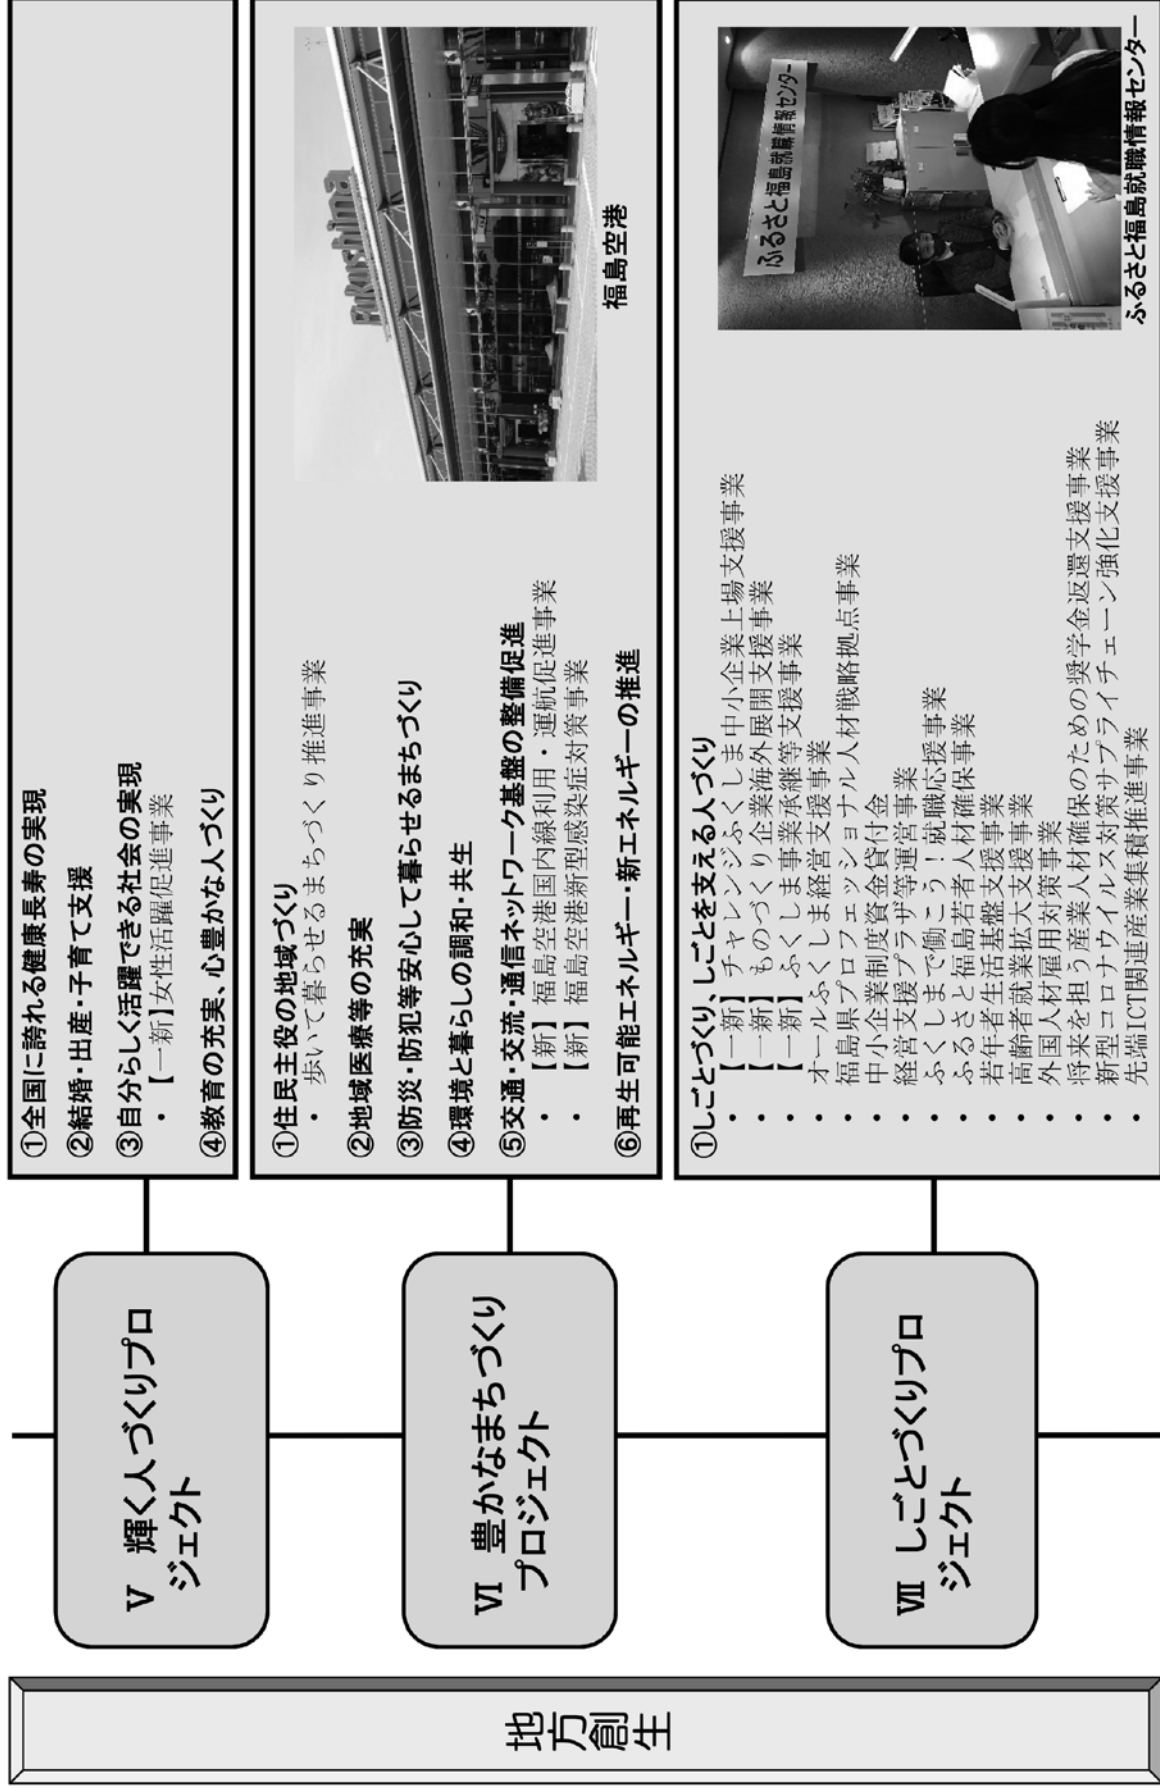 地方創生
Ⅴ 輝く人づくりプロ
ジェクト
①全国に誇れる健康長寿の実現
②結婚・出産・子育て支援
③自分らしく活躍できる社会の実現
・【一新】女性活躍促進事業
④教育の充実、心豊かな人づくり
Ⅵ 豊かなまちづくり
プロジェクト
①住民主役の地域づくり
・ 歩いて暮らせるまちづくり推進事業
②地域医療等の充実
③防災・防犯等安心して暮らせるまちづくり
④環境と暮らしの調和・共生
⑤交通・交流・通信ネットワーク基盤の整備促進
・ 【新】福島空港国内線利用・運航促進事業
・ 【新】福島空港新型感染症対策事業
⑥再生可能エネルギー・新エネルギーの推進
Fukushima
福島空港
Ⅶ しごとづくりプロ
ジェクト
①しごとづくり、しごとを支える人づくり
・ 【一新】チャレンジふくしま中小企業上場支援事業
・ 【一新】ものづくり企業海外展開支援事業
・ 【一新】ふくしま事業承継等支援事業
・ オールふくしま経営支援事業
・ 福島県プロフェッショナル人材戦略拠点事業
・ 中小企業制度資金貸付金
・ 経営支援プラザ等運営事業
・ ふくしまで働こう！就職応援事業
・ ふるさと福島若者人材確保事業
・ 若年者生活基盤支援事業
・ 高齢者就業拡大支援事業
・ 外国人材雇用対策事業
・ 将来を担う産業人材確保のための奨学金返還支援事業
・ 新型コロナウイルス対策サプライチェーン強化支援事業
・ 先端ICT関連産業集積推進事業
ふるさと福島就職情報センター
ふるさと福島就職情報センター